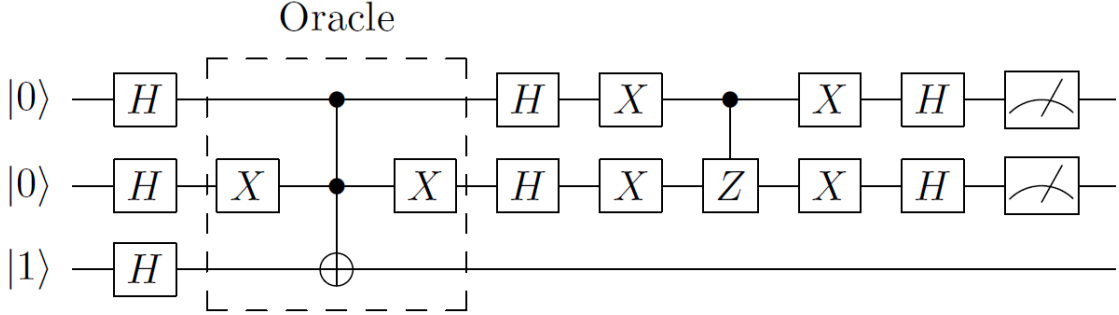 Oracle
|0⟩ H H X X H
|0⟩ H X X H X Z X H
|1⟩ H